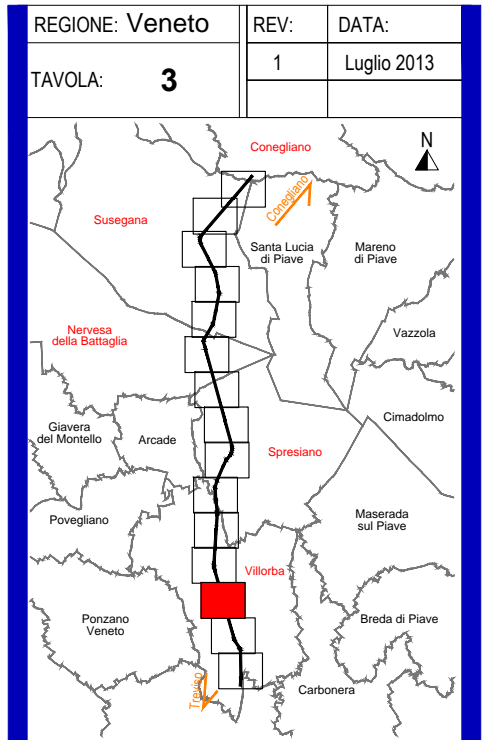 REGIONE: Veneto
REV:
DATA:
TAVOLA: 3
1
Luglio 2013
Conegliano
N
Conegliano
Susegana
Santa Lucia
di Piave
Mareno
di Piave
Nervesa
della Battaglia
Vazzola
Giavera
del Montello
Arcade
Cimadolmo
Spresiano
Povegliano
Maserada
sul Piave
Villorba
Ponzano
Veneto
Breda di Piave
Treviso
Carbonera